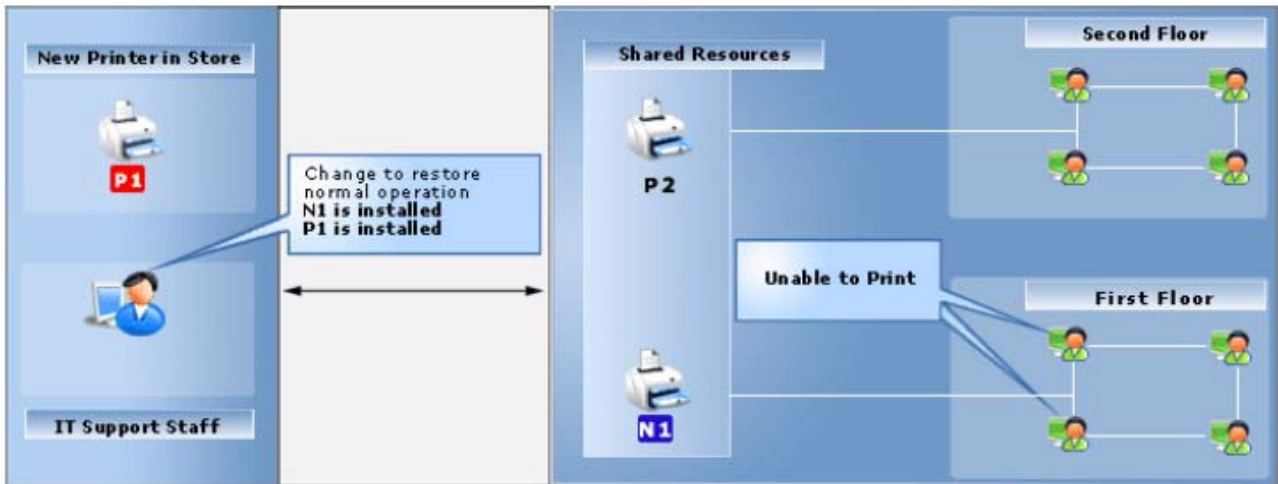 New Printer in Store
P1
Change to restore
normal operation
N1 is installed
P1 is installed
IT Support Staff
Shared Resources
P2
N1
Second Floor
Unable to Print
First Floor